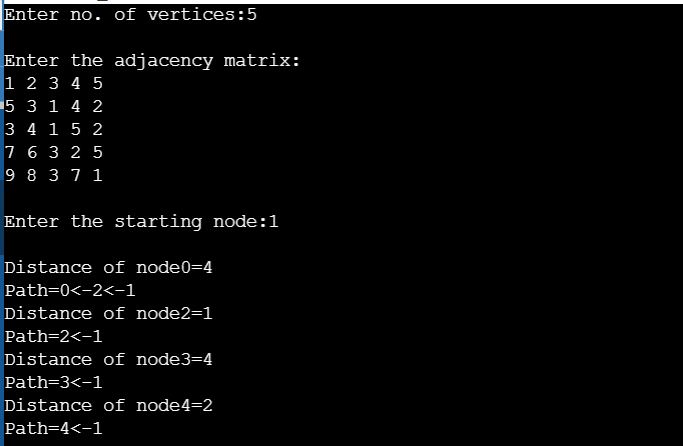 Enter no. of vertices:5
Enter the adjacency matrix:
1 2 3 4 5
5 3 1 4 2
3 4 1 5 2
7 6 3 2 5
9 8 3 7 1
Enter the starting node:1
Distance of node0=4
Path=0<-2<-1
Distance of node2=1
Path=2<-1
Distance of node3=4
Path=3<-1
Distance of node4=2
Path=4<-1